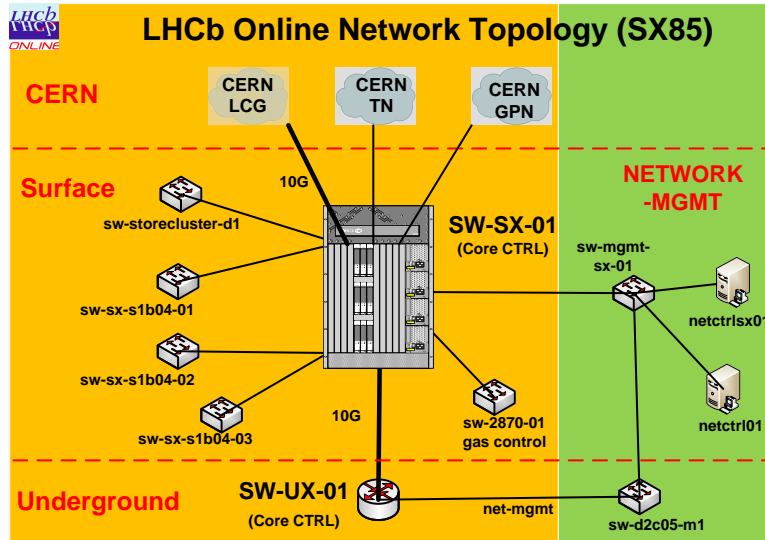 LHCb
LHCb
ONLINE
LHCb Online Network Topology (SX85)
CERN
CERN
LCG
CERN
TN
CERN
GPN
Surface
10G
NETWORK
-MGMT
sw-storecluster-d1
SW-SX-01
(Core CTRL)
sw-mgmt-
sx-01
sw-sx-s1b04-01
netctrlsx01
sw-sx-s1b04-02
sw-sx-s1b04-03
10G
sw-2870-01
gas control
netctrl01
Underground
SW-UX-01
(Core CTRL)
net-mgmt
sw-d2c05-m1